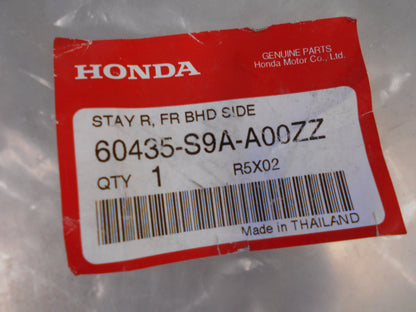 HONDA
GENUINE PARTS
Honda Motor Co., Ltd.
STAY R, FR BHD SIDE
60435-S9A-A00ZZ
QTY 1 R5X02
Made in THAILAND